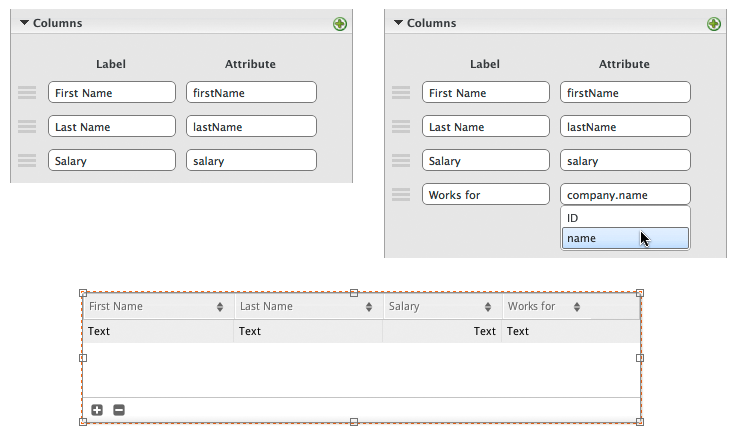 Columns
Label Attribute
First Name firstName
Last Name lastName
Salary salary
Columns
Label Attribute
First Name firstName
Last Name lastName
Salary salary
Works for company.name
ID
name
First Name Last Name Salary Works for
Text Text Text Text